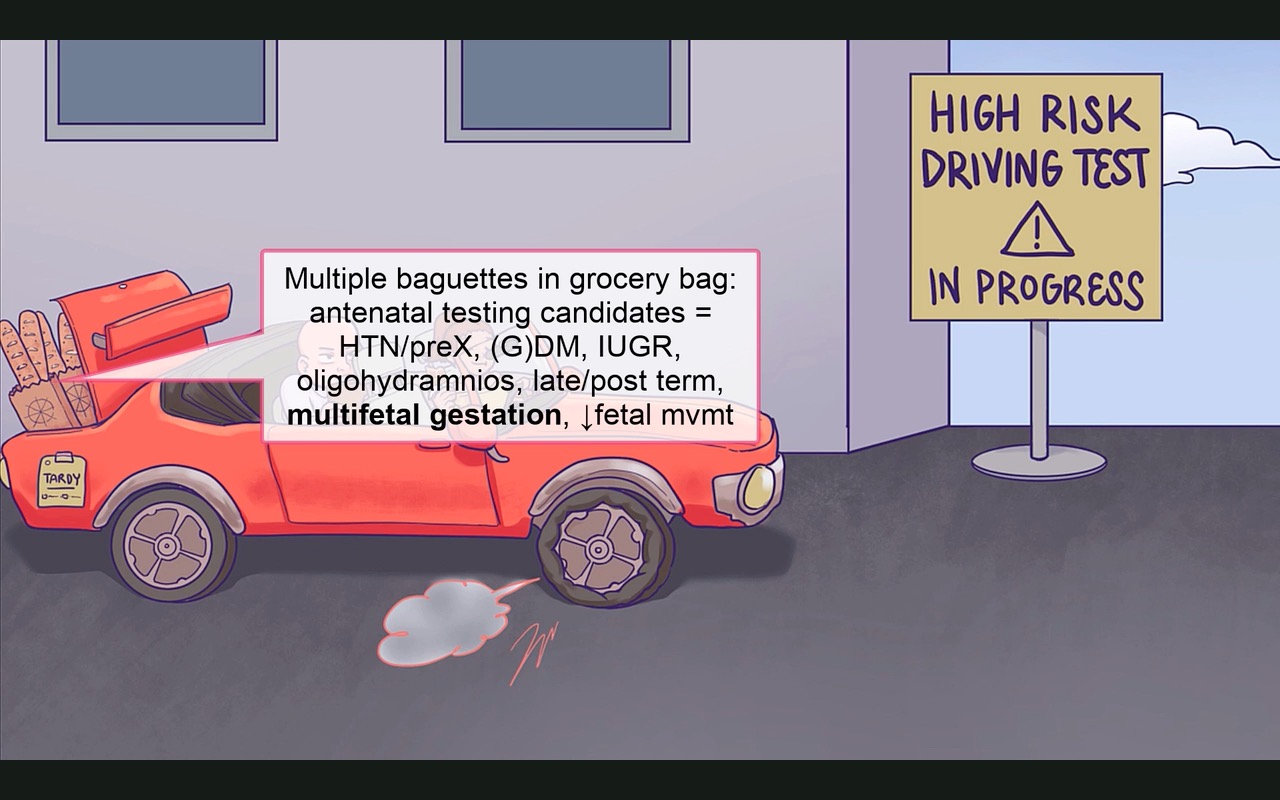 HIGH RISK
DRIVING TEST
!
IN PROGRESS
Multiple baguettes in grocery bag:
antenatal testing candidates =
HTN/preX, (G)DM, IUGR,
oligohydramnios, late/post term,
multifetal gestation, ↓fetal mvmt
TARDY